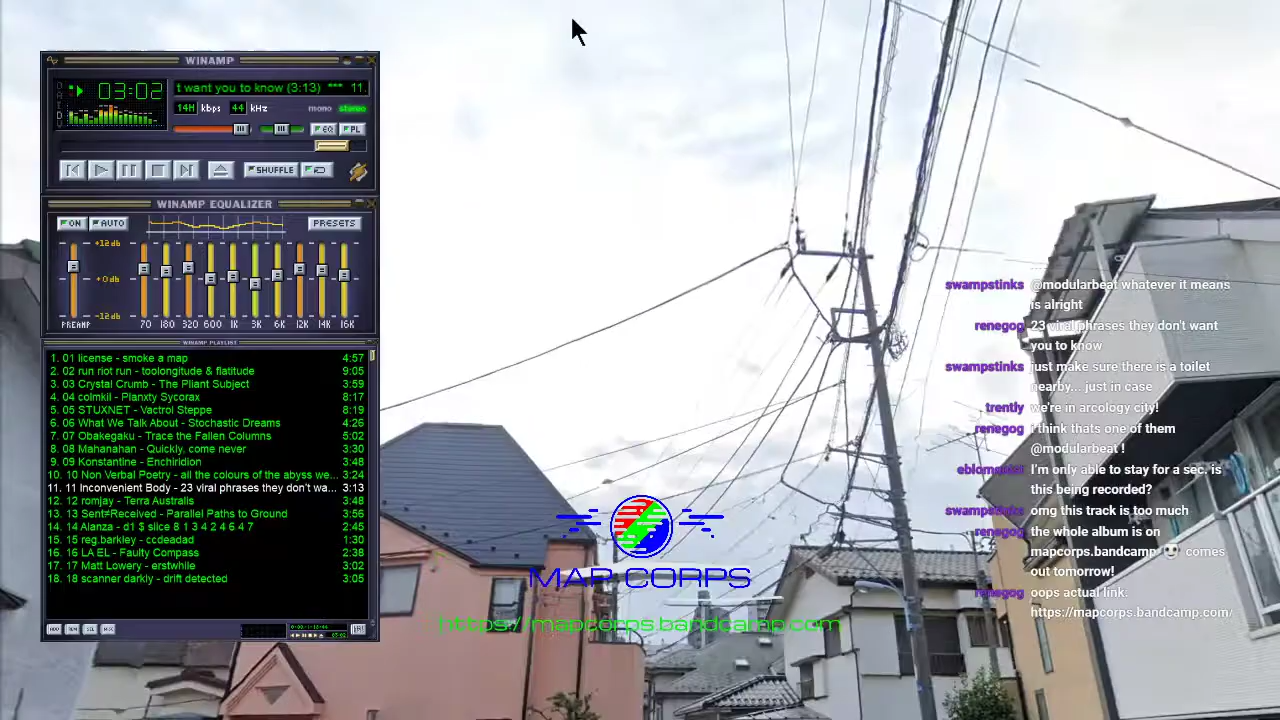 WINAMP
03:02
t want you to know (3:13) *** 11.
14H kbps 44 kHz mono stereo
EQ PL
SHUFFLE
WINAMP EQUALIZER
ON AUTO PRESETS
+12db
+0db
-12db
PREAMP 70 180 320 600 1K 3K 6K 12K 14K 16K
WINAMP PLAYLIST
1. 01 license - smoke a map 4:57
2. 02 run riot run - toolongitude & flatitude 9:05
3. 03 Crystal Crumb - The Pliant Subject 3:59
4. 04 colmkil - Planxty Sycorax 8:17
5. 05 STUXNET - Vactrol Steppe 8:19
6. 06 What We Talk About - Stochastic Dreams 4:26
7. 07 Obakegaku - Trace the Fallen Columns 5:02
8. 08 Mahanahan - Quickly, come never 3:30
9. 09 Konstantine - Enchiridion 3:48
10. 10 Non Verbal Poetry - all the colours of the abyss we... 3:24
11. 11 Inconvenient Body - 23 viral phrases they don't wa... 3:13
12. 12 romjay - Terra Australis 3:48
13. 13 Sent≠Received - Parallel Paths to Ground 3:56
14. 14 Alanza - d1 $ slice 8 1 3 4 2 4 6 4 7 2:45
15. 15 reg.barkley - ccdeadad 1:30
16. 16 LA EL - Faulty Compass 2:38
17. 17 Matt Lowery - erstwhile 3:02
18. 18 scanner darkly - drift detected 3:05
MAP CORPS
https://mapcorps.bandcamp.com
swampstinks @modularbeat whatever it means
is alright
renegog 23 viral phrases they don't want
you to know
swampstinks just make sure there is a toilet
nearby... just in case
trently we're in arcology city!
renegog i think thats one of them
@modularbeat !
I'm only able to stay for a sec. is
this being recorded?
swampstinks omg this track is too much
renegog the whole album is on
mapcorps.bandcamp comes
out tomorrow!
renegog oops actual link.
https://mapcorps.bandcamp.com/